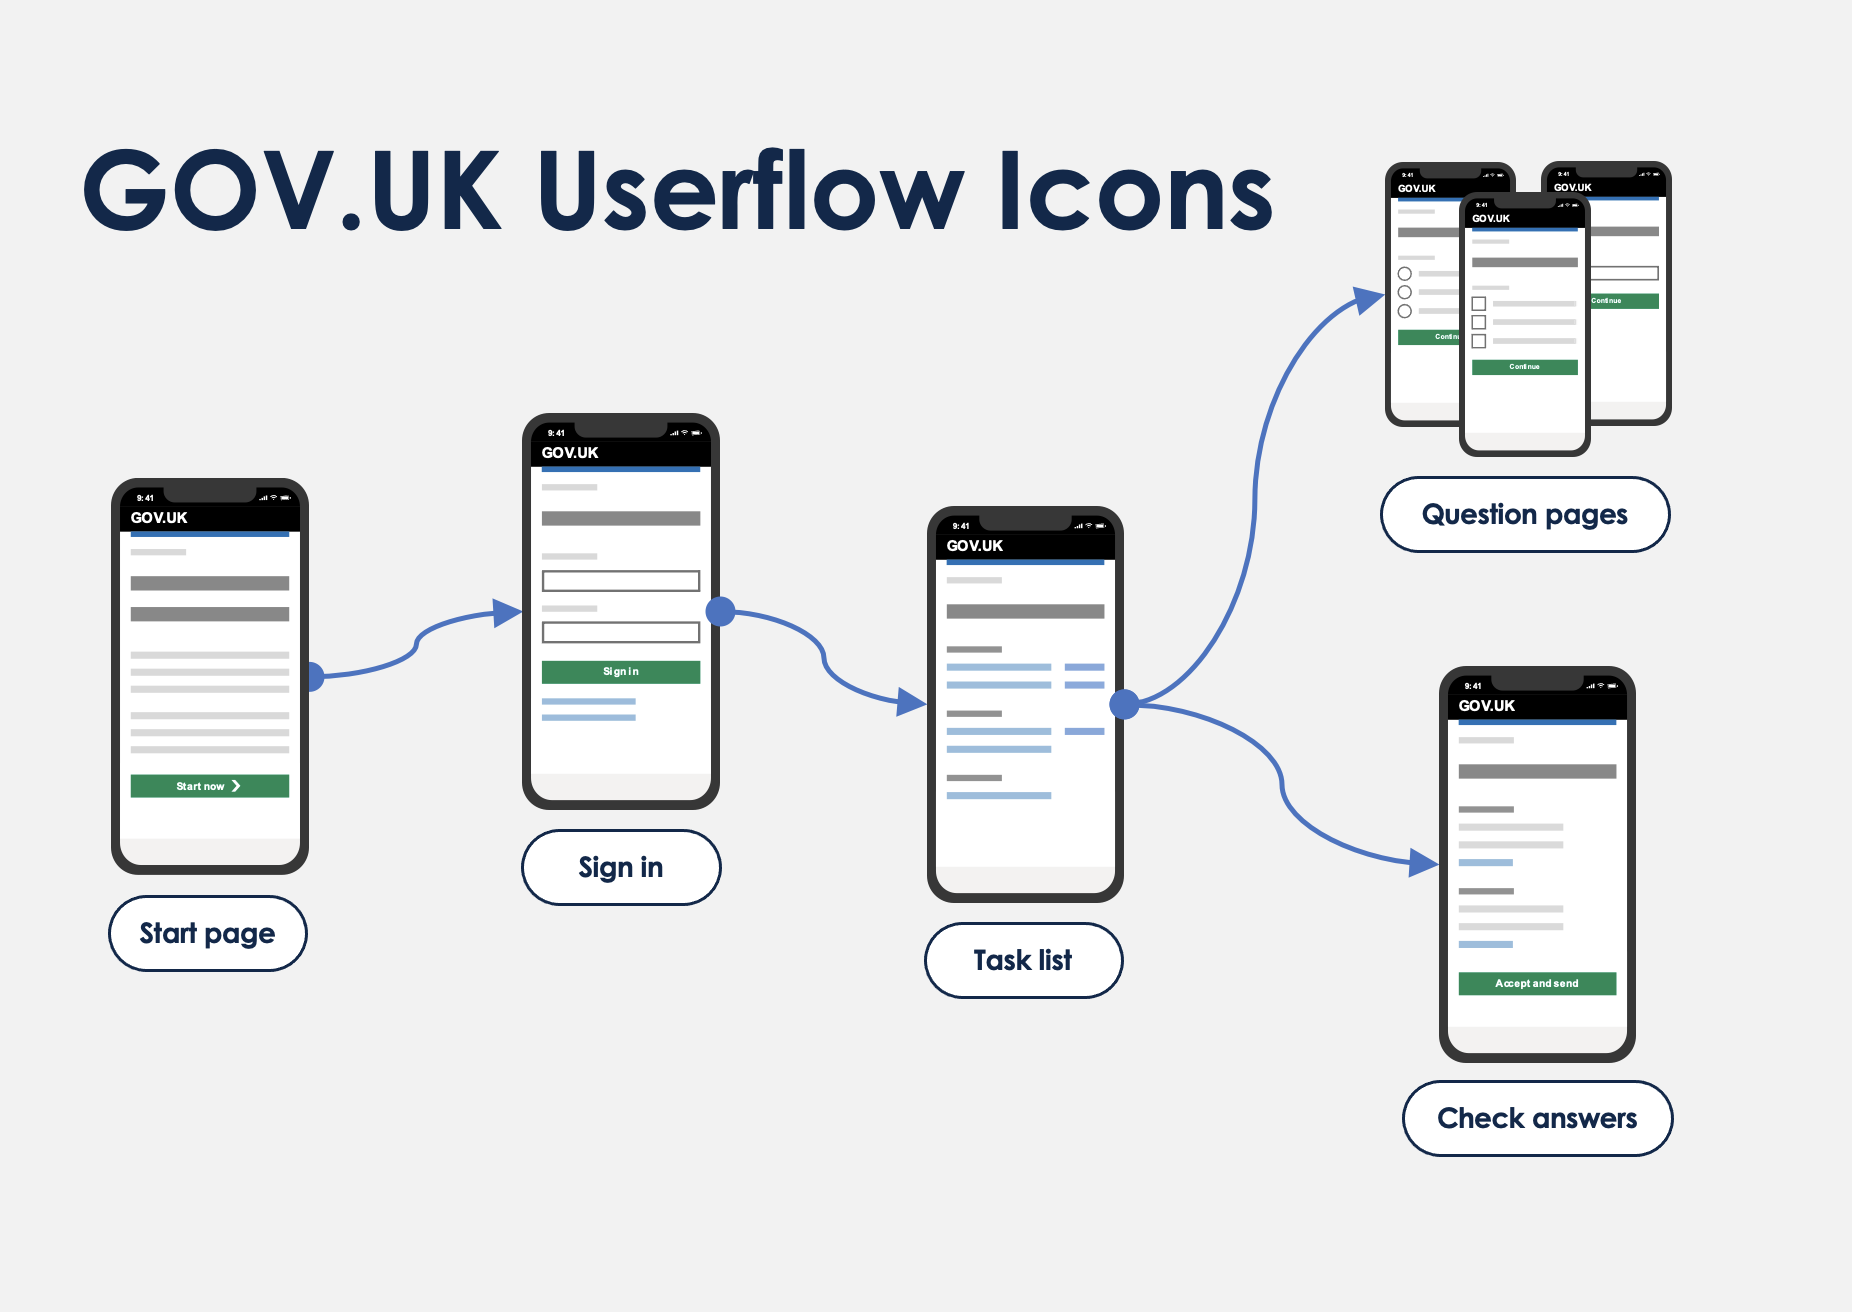 GOV.UK Userflow Icons
9:41
GOV.UK
Start now
Start page
9:41
GOV.UK
Sign in
Sign in
9:41
GOV.UK
Task list
9:41
GOV.UK
Continue
9:41
GOV.UK
Continue
9:41
GOV.UK
Continue
Question pages
9:41
GOV.UK
Accept and send
Check answers